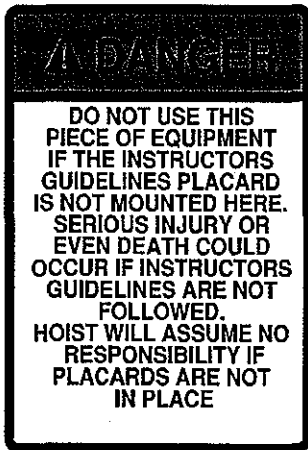 ⚠ DANGER
DO NOT USE THIS
PIECE OF EQUIPMENT
IF THE INSTRUCTORS
GUIDELINES PLACARD
IS NOT MOUNTED HERE.
SERIOUS INJURY OR
EVEN DEATH COULD
OCCUR IF INSTRUCTORS
GUIDELINES ARE NOT
FOLLOWED.
HOIST WILL ASSUME NO
RESPONSIBILITY IF
PLACARDS ARE NOT
IN PLACE